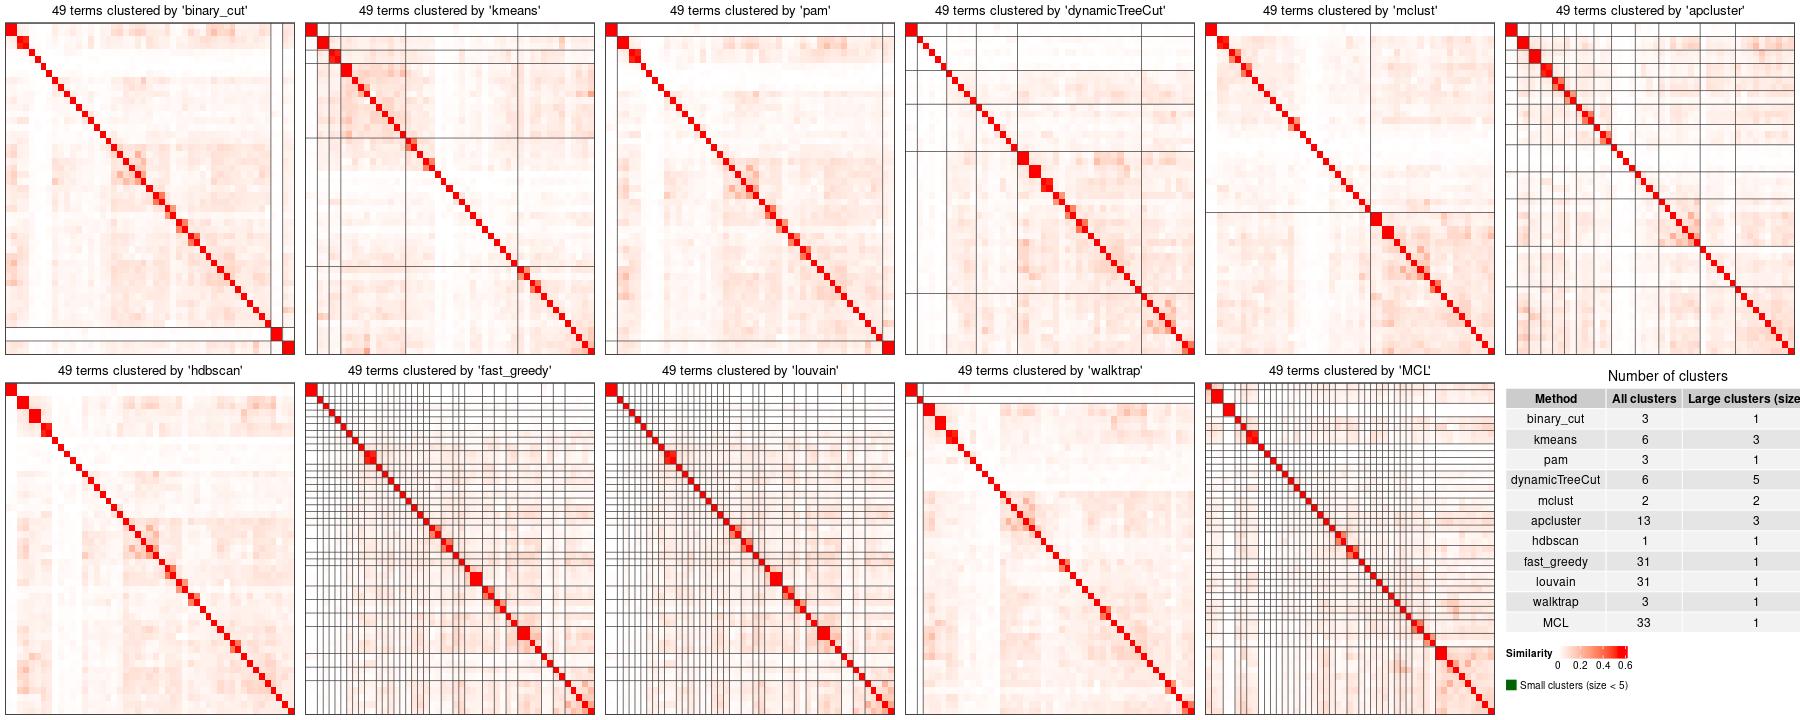 49 terms clustered by 'binary_cut'
49 terms clustered by 'kmeans'
49 terms clustered by 'pam'
49 terms clustered by 'dynamicTreeCut'
49 terms clustered by 'mclust'
49 terms clustered by 'apcluster'
49 terms clustered by 'hdbscan'
49 terms clustered by 'fast_greedy'
49 terms clustered by 'louvain'
49 terms clustered by 'walktrap'
49 terms clustered by 'MCL'
Number of clusters
Method All clusters Large clusters (size
binary_cut 3 1
kmeans 6 3
pam 3 1
dynamicTreeCut 6 5
mclust 2 2
apcluster 13 3
hdbscan 1 1
fast_greedy 31 1
louvain 31 1
walktrap 3 1
MCL 33 1
Similarity
0 0.2 0.4 0.6
Small clusters (size < 5)